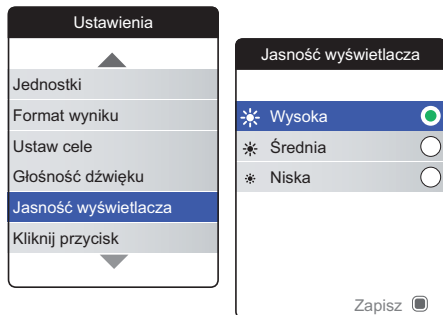 Ustawienia
Jednostki
Format wyniku
Ustaw cele
Głośność dźwięku
Jasność wyświetlacza
Kliknij przycisk
Jasność wyświetlacza
Wysoka
Średnia
Niska
Zapisz